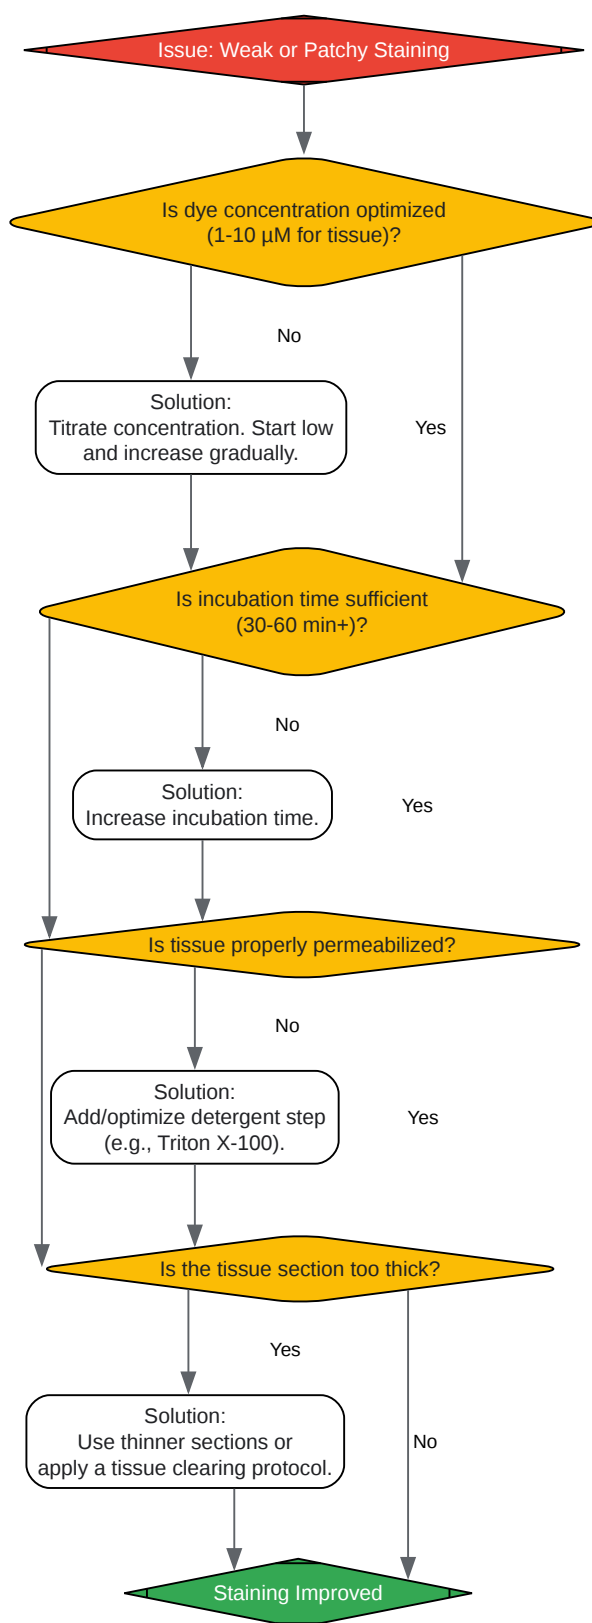 Issue: Weak or Patchy Staining
Is dye concentration optimized
(1-10 µM for tissue)?
No
Solution:
Titrate concentration. Start low
and increase gradually.
Yes
Is incubation time sufficient
(30-60 min+)?
No
Solution:
Increase incubation time.
Yes
Is tissue properly permeabilized?
No
Solution:
Add/optimize detergent step
(e.g., Triton X-100).
Yes
Is the tissue section too thick?
Yes
Solution:
Use thinner sections or
apply a tissue clearing protocol.
No
Staining Improved